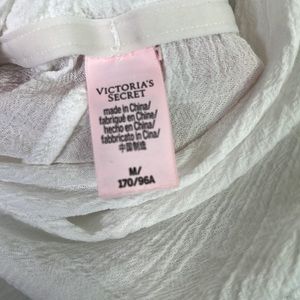 VICTORIA'S
SECRET
made in China/
fabriqué en Chine/
hecho en China/
fabbricato in Cina/
中国制造
M/
170/96A